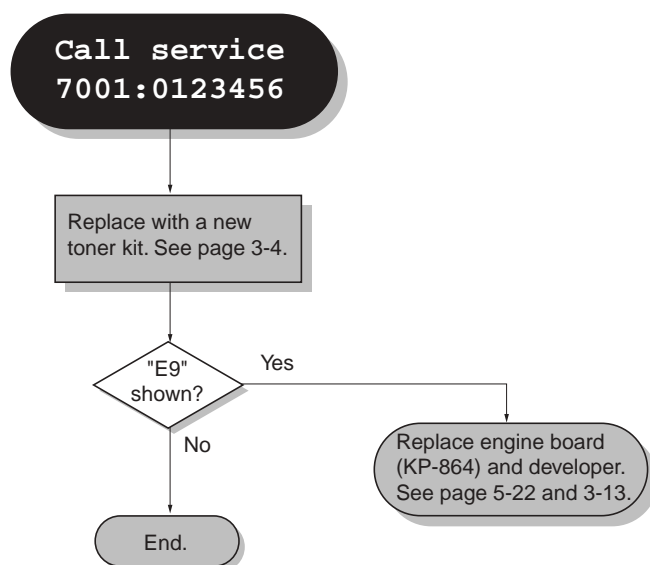 Call service
7001:0123456
Replace with a new
toner kit. See page 3-4.
"E9"
shown?
Yes
No
Replace engine board
(KP-864) and developer.
See page 5-22 and 3-13.
End.